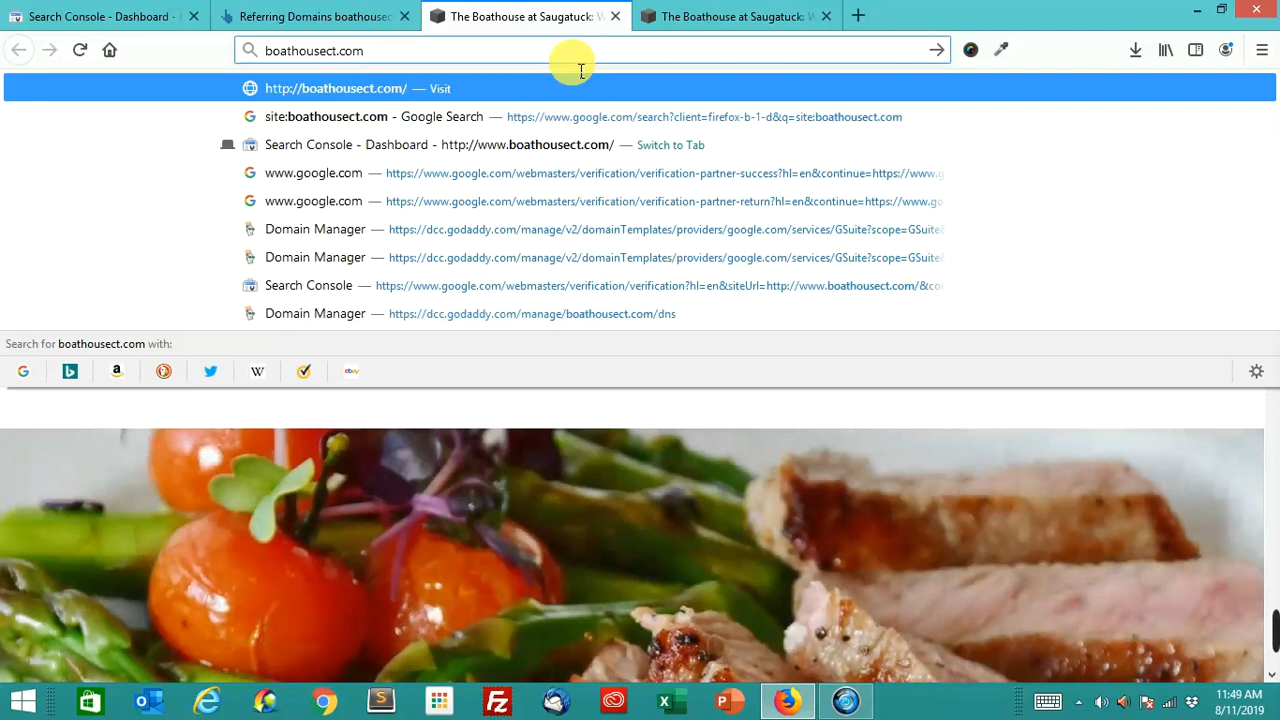 Search Console - Dashboard -
Referring Domains boathousec
The Boathouse at Saugatuck: W
The Boathouse at Saugatuck: W
boathousect.com
http://boathousect.com/ — Visit
site:boathousect.com - Google Search — https://www.google.com/search?client=firefox-b-1-d&q=site:boathousect.com
Search Console - Dashboard - http://www.boathousect.com/ — Switch to Tab
www.google.com — https://www.google.com/webmasters/verification/verification-partner-success?hl=en&continue=https://www.g
www.google.com — https://www.google.com/webmasters/verification/verification-partner-return?hl=en&continue=https://www.go
Domain Manager — https://dcc.godaddy.com/manage/v2/domainTemplates/providers/google.com/services/GSuite?scope=GSuite&
Domain Manager — https://dcc.godaddy.com/manage/v2/domainTemplates/providers/google.com/services/GSuite?scope=GSuite&
Search Console — https://www.google.com/webmasters/verification/verification?hl=en&siteUrl=http://www.boathousect.com/&co
Domain Manager — https://dcc.godaddy.com/manage/boathousect.com/dns
Search for boathousect.com with:
11:49 AM
8/11/2019